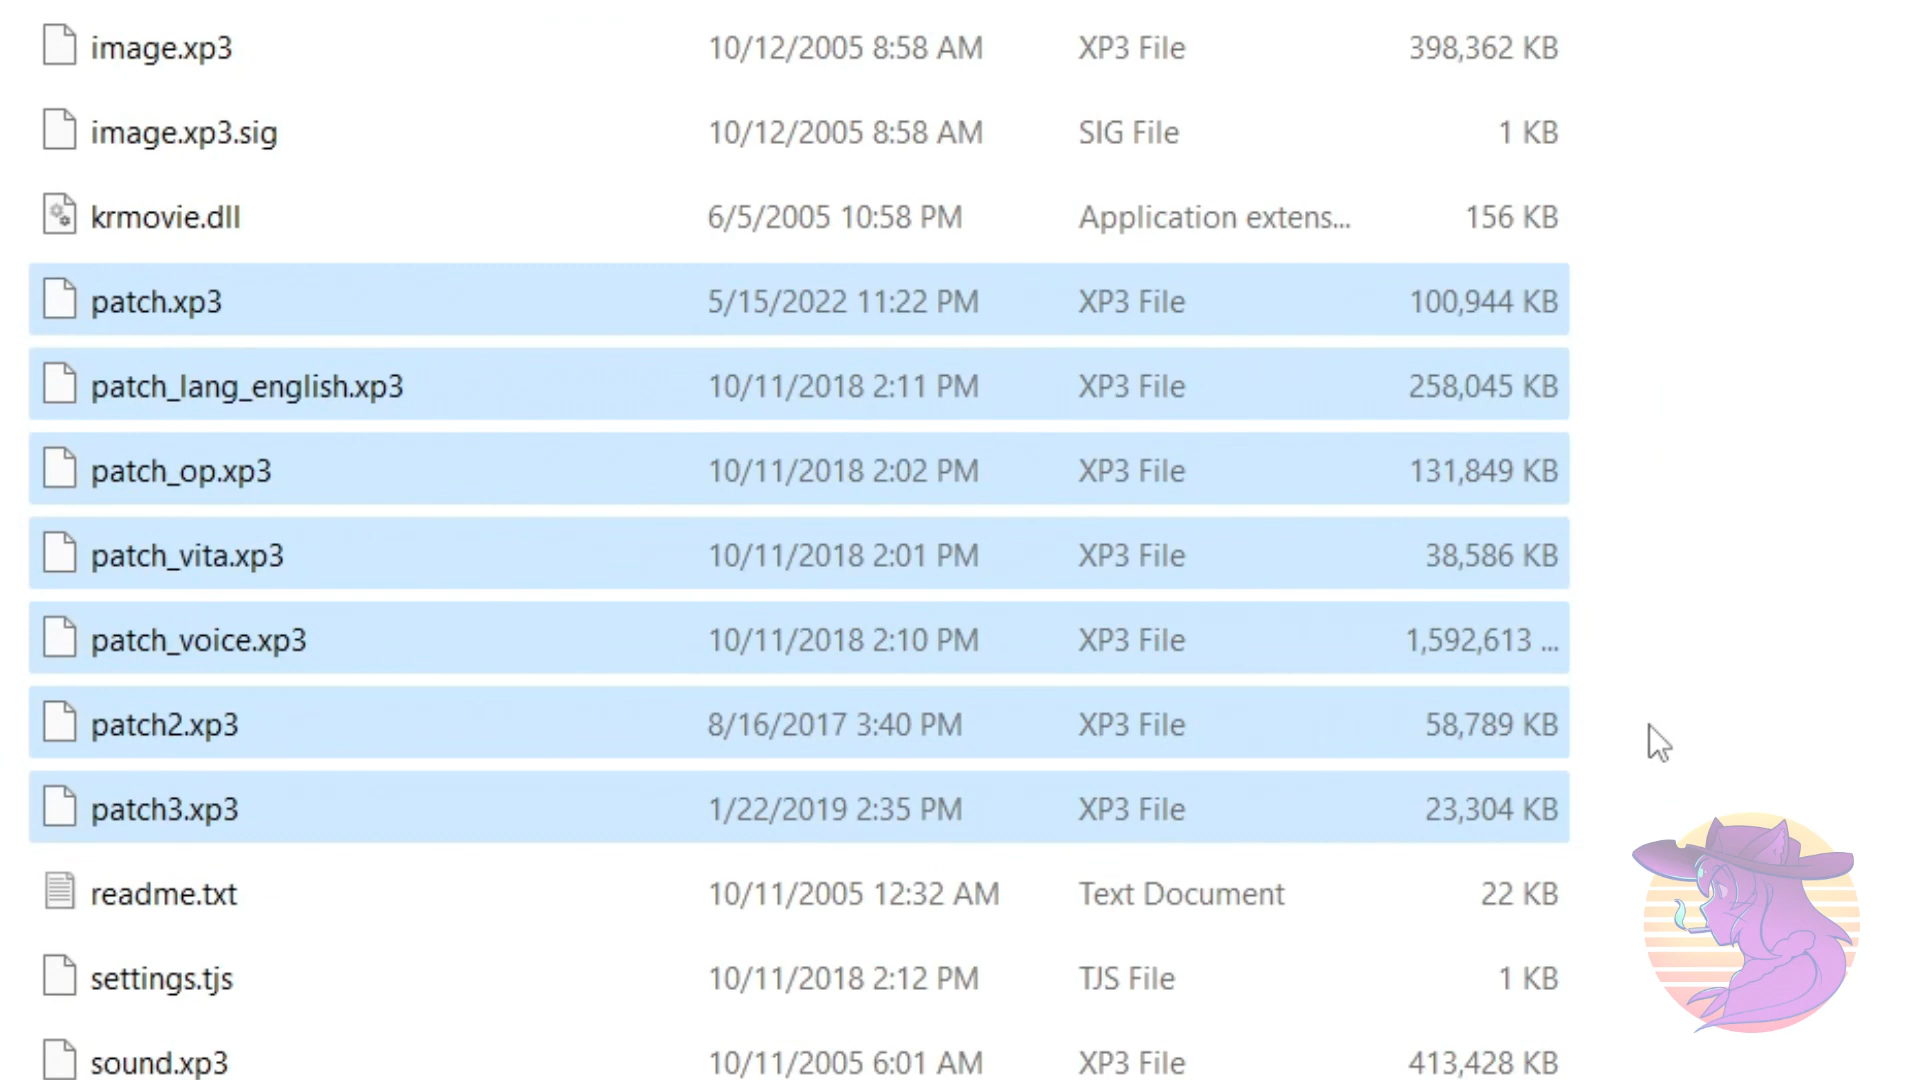 image.xp3 10/12/2005 8:58 AM XP3 File 398,362 KB
image.xp3.sig 10/12/2005 8:58 AM SIG File 1 KB
krmovie.dll 6/5/2005 10:58 PM Application extens... 156 KB
patch.xp3 5/15/2022 11:22 PM XP3 File 100,944 KB
patch_lang_english.xp3 10/11/2018 2:11 PM XP3 File 258,045 KB
patch_op.xp3 10/11/2018 2:02 PM XP3 File 131,849 KB
patch_vita.xp3 10/11/2018 2:01 PM XP3 File 38,586 KB
patch_voice.xp3 10/11/2018 2:10 PM XP3 File 1,592,613 ...
patch2.xp3 8/16/2017 3:40 PM XP3 File 58,789 KB
patch3.xp3 1/22/2019 2:35 PM XP3 File 23,304 KB
readme.txt 10/11/2005 12:32 AM Text Document 22 KB
settings.tjs 10/11/2018 2:12 PM TJS File 1 KB
sound.xp3 10/11/2005 6:01 AM XP3 File 413,428 KB